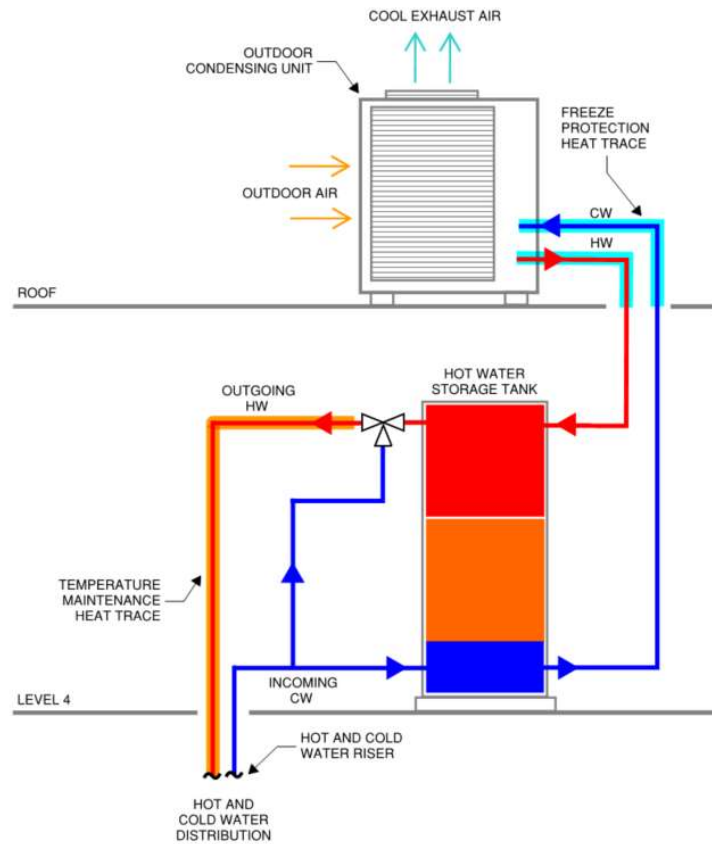 COOL EXHAUST AIR
OUTDOOR
CONDENSING UNIT
FREEZE
PROTECTION
HEAT TRACE
OUTDOOR AIR
CW
HW
ROOF
HOT WATER
STORAGE TANK
OUTGOING
HW
TEMPERATURE
MAINTENANCE
HEAT TRACE
INCOMING
CW
LEVEL 4
HOT AND COLD
WATER RISER
HOT AND
COLD WATER
DISTRIBUTION